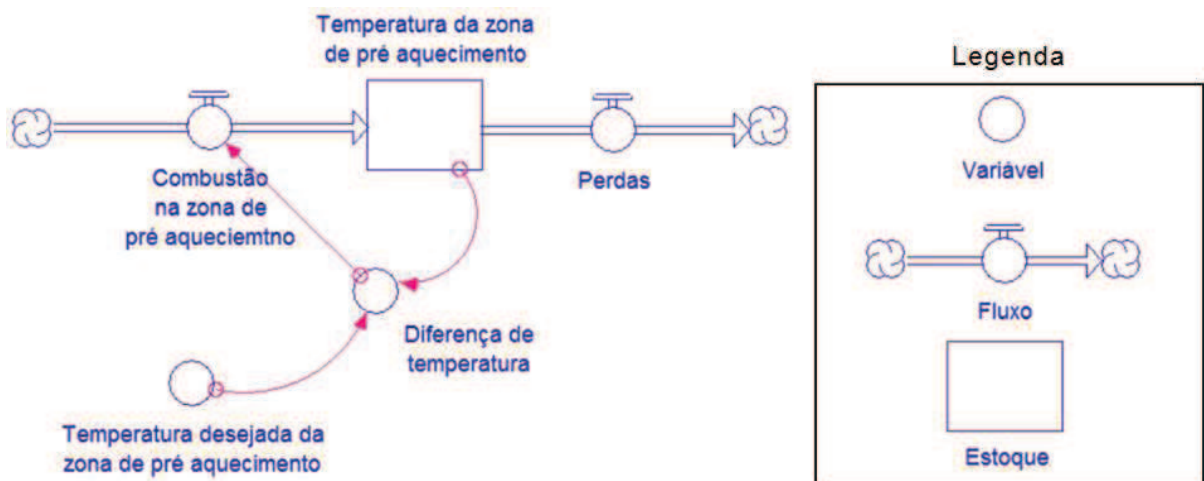 Temperatura da zona
de pré aquecimento
Combustão
na zona de
pré aqueciemtno
Perdas
Diferença de
temperatura
Temperatura desejada da
zona de pré aquecimento
Legenda
Variável
Fluxo
Estoque